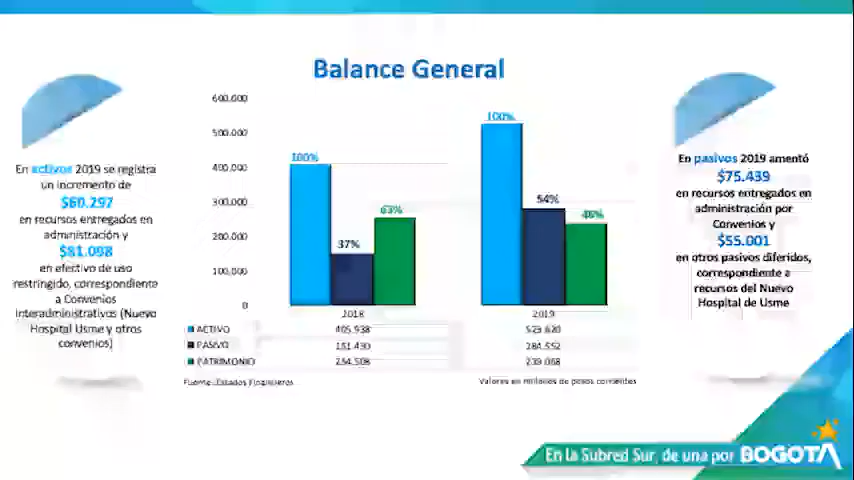 Balance General
En activos 2019 se registra
un incremento de
$60.297
en recursos entregados en
administración y
$81.098
en efectivo de uso
restringido, correspondiente
a Convenios
Interadministrativos (Nuevo
Hospital Usme y otros
convenios)
600.000
500.000
400.000
300.000
200.000
100.000
0
100%
37%
63%
100%
54%
46%
2018 2019
ACTIVO 405.938 523.620
PASIVO 151.430 284.552
PATRIMONIO 254.508 239.068
Fuente: Estados Financieros
Valores en millones de pesos corrientes
En pasivos 2019 amentó
$75.439
en recursos entregados en
administración por
Convenios y
$55.001
en otros pasivos diferidos,
correspondiente a
recursos del Nuevo
Hospital de Usme
En la Subred Sur, de una por BOGOTÁ